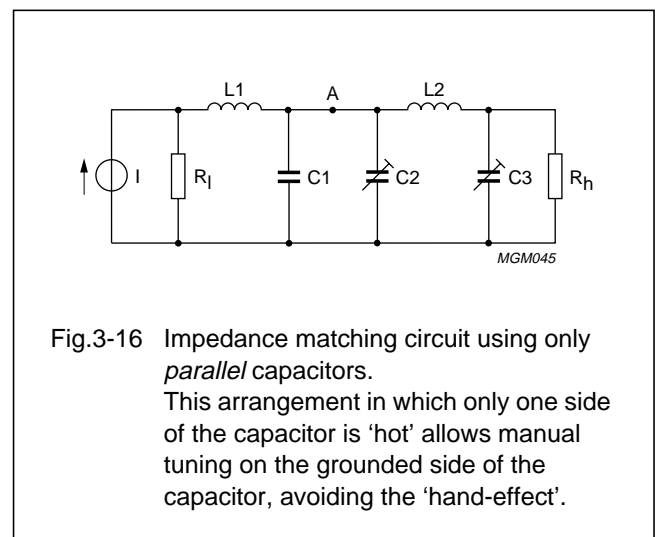 L1
A
L2
I
Rl
C1
C2
C3
Rh
MGM045
Fig.3-16 Impedance matching circuit using only
parallel capacitors.
This arrangement in which only one side
of the capacitor is ‘hot’ allows manual
tuning on the grounded side of the
capacitor, avoiding the ‘hand-effect’.